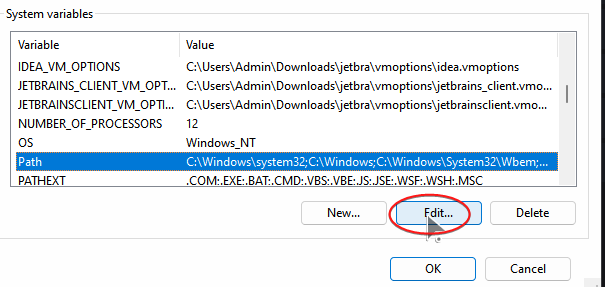 System variables
Variable Value
IDEA_VM_OPTIONS C:\Users\Admin\Downloads\jetbra\vmoptions\idea.vmoptions
JETBRAINS_CLIENT_VM_OPT... C:\Users\Admin\Downloads\jetbra\vmoptions\jetbrains_client.vmo...
JETBRAINSCLIENT_VM_OPTI... C:\Users\Admin\Downloads\jetbra\vmoptions\jetbrainsclient.vmo...
NUMBER_OF_PROCESSORS 12
OS Windows_NT
Path C:\Windows\system32;C:\Windows;C:\Windows\System32\Wbem;...
PATHEXT .COM;.EXE;.BAT;.CMD;.VBS;.VBE;.JS;.JSE;.WSF;.WSH;.MSC
New... Edit... Delete
OK Cancel